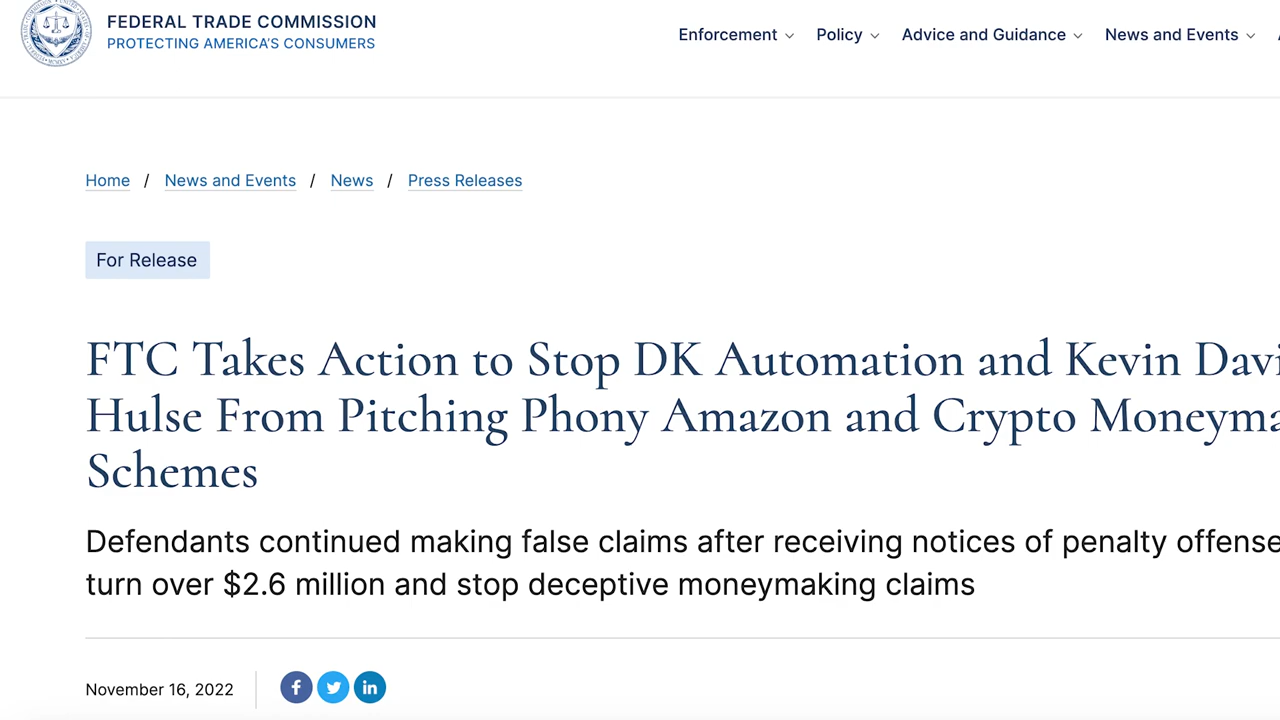 FEDERAL TRADE COMMISSION
PROTECTING AMERICA'S CONSUMERS
Enforcement Policy Advice and Guidance News and Events
Home / News and Events / News / Press Releases
For Release
FTC Takes Action to Stop DK Automation and Kevin Davi
Hulse From Pitching Phony Amazon and Crypto Moneyma
Schemes
Defendants continued making false claims after receiving notices of penalty offense
turn over $2.6 million and stop deceptive moneymaking claims
November 16, 2022